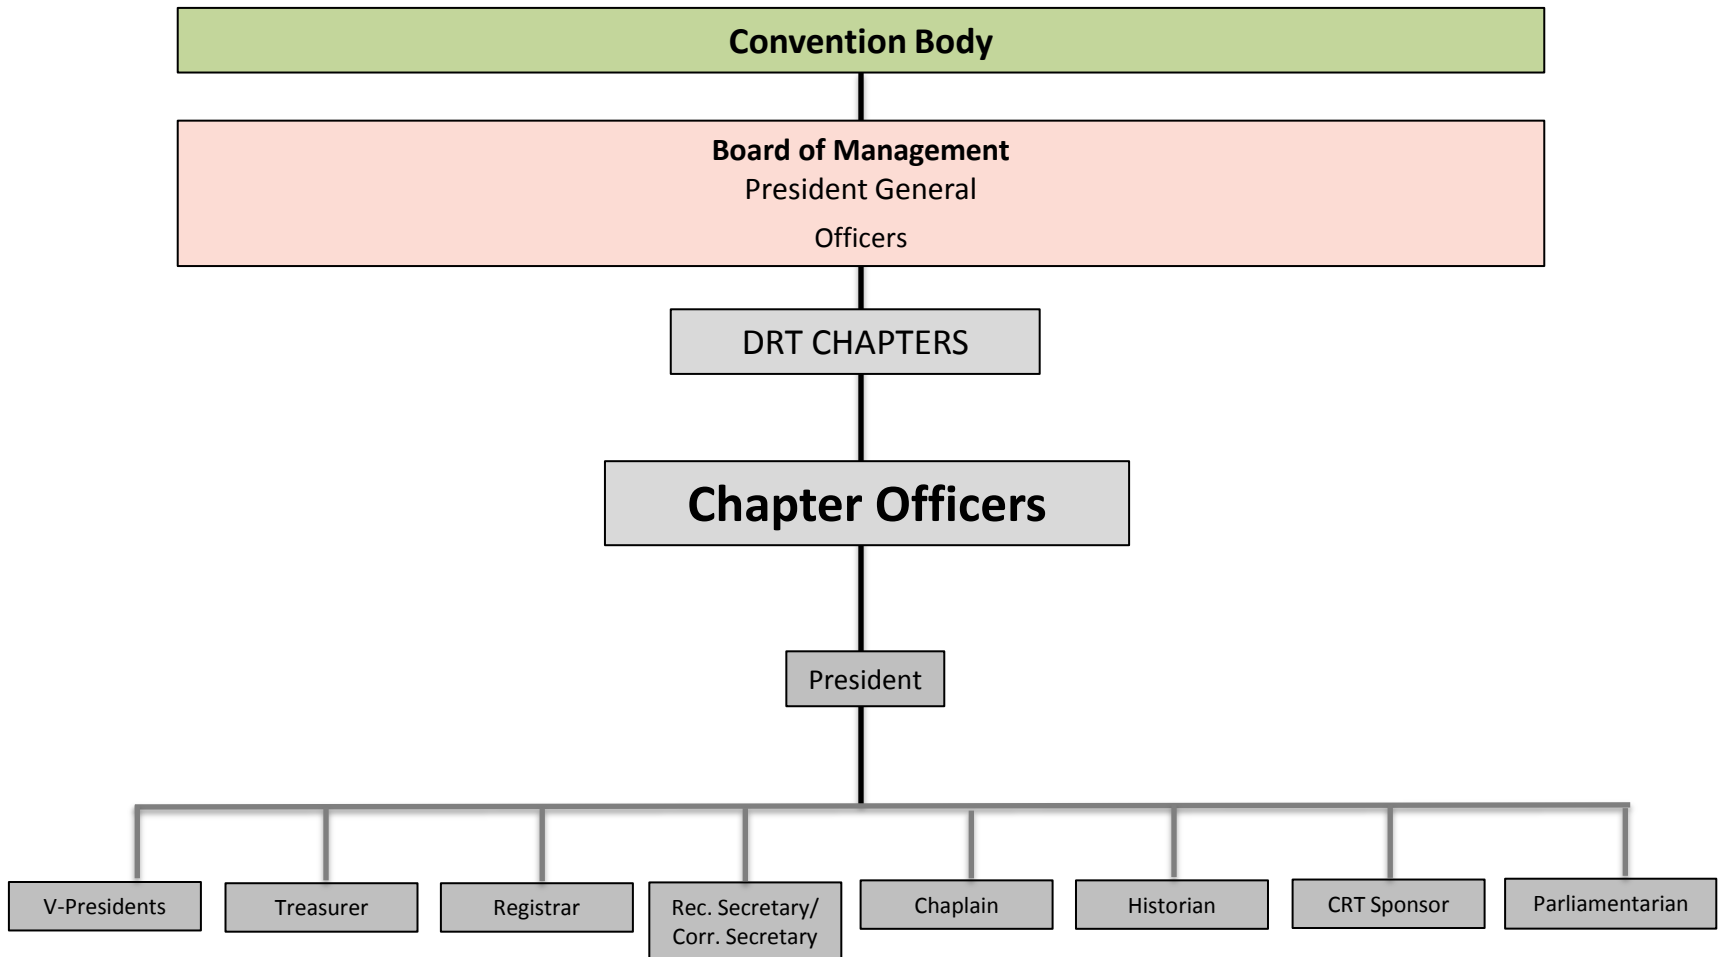 Convention Body
Board of Management
President General
Officers
DRT CHAPTERS
Chapter Officers
President
V-Presidents
Treasurer
Registrar
Rec. Secretary/
Corr. Secretary
Chaplain
Historian
CRT Sponsor
Parliamentarian